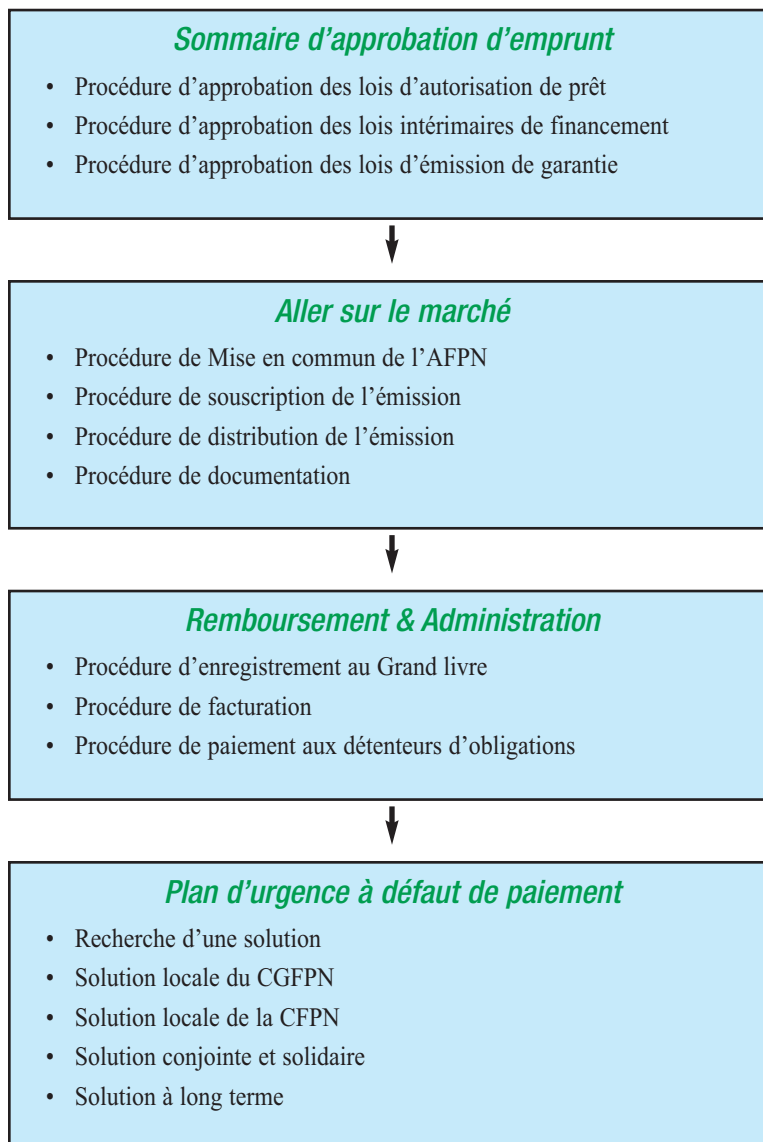 Sommaire d’approbation d’emprunt
• Procédure d’approbation des lois d’autorisation de prêt
• Procédure d’approbation des lois intérimaires de financement
• Procédure d’approbation des lois d’émission de garantie
Aller sur le marché
• Procédure de Mise en commun de l’AFPN
• Procédure de souscription de l’émission
• Procédure de distribution de l’émission
• Procédure de documentation
Remboursement & Administration
• Procédure d’enregistrement au Grand livre
• Procédure de facturation
• Procédure de paiement aux détenteurs d’obligations
Plan d’urgence à défaut de paiement
• Recherche d’une solution
• Solution locale du CGFPN
• Solution locale de la CFPN
• Solution conjointe et solidaire
• Solution à long terme